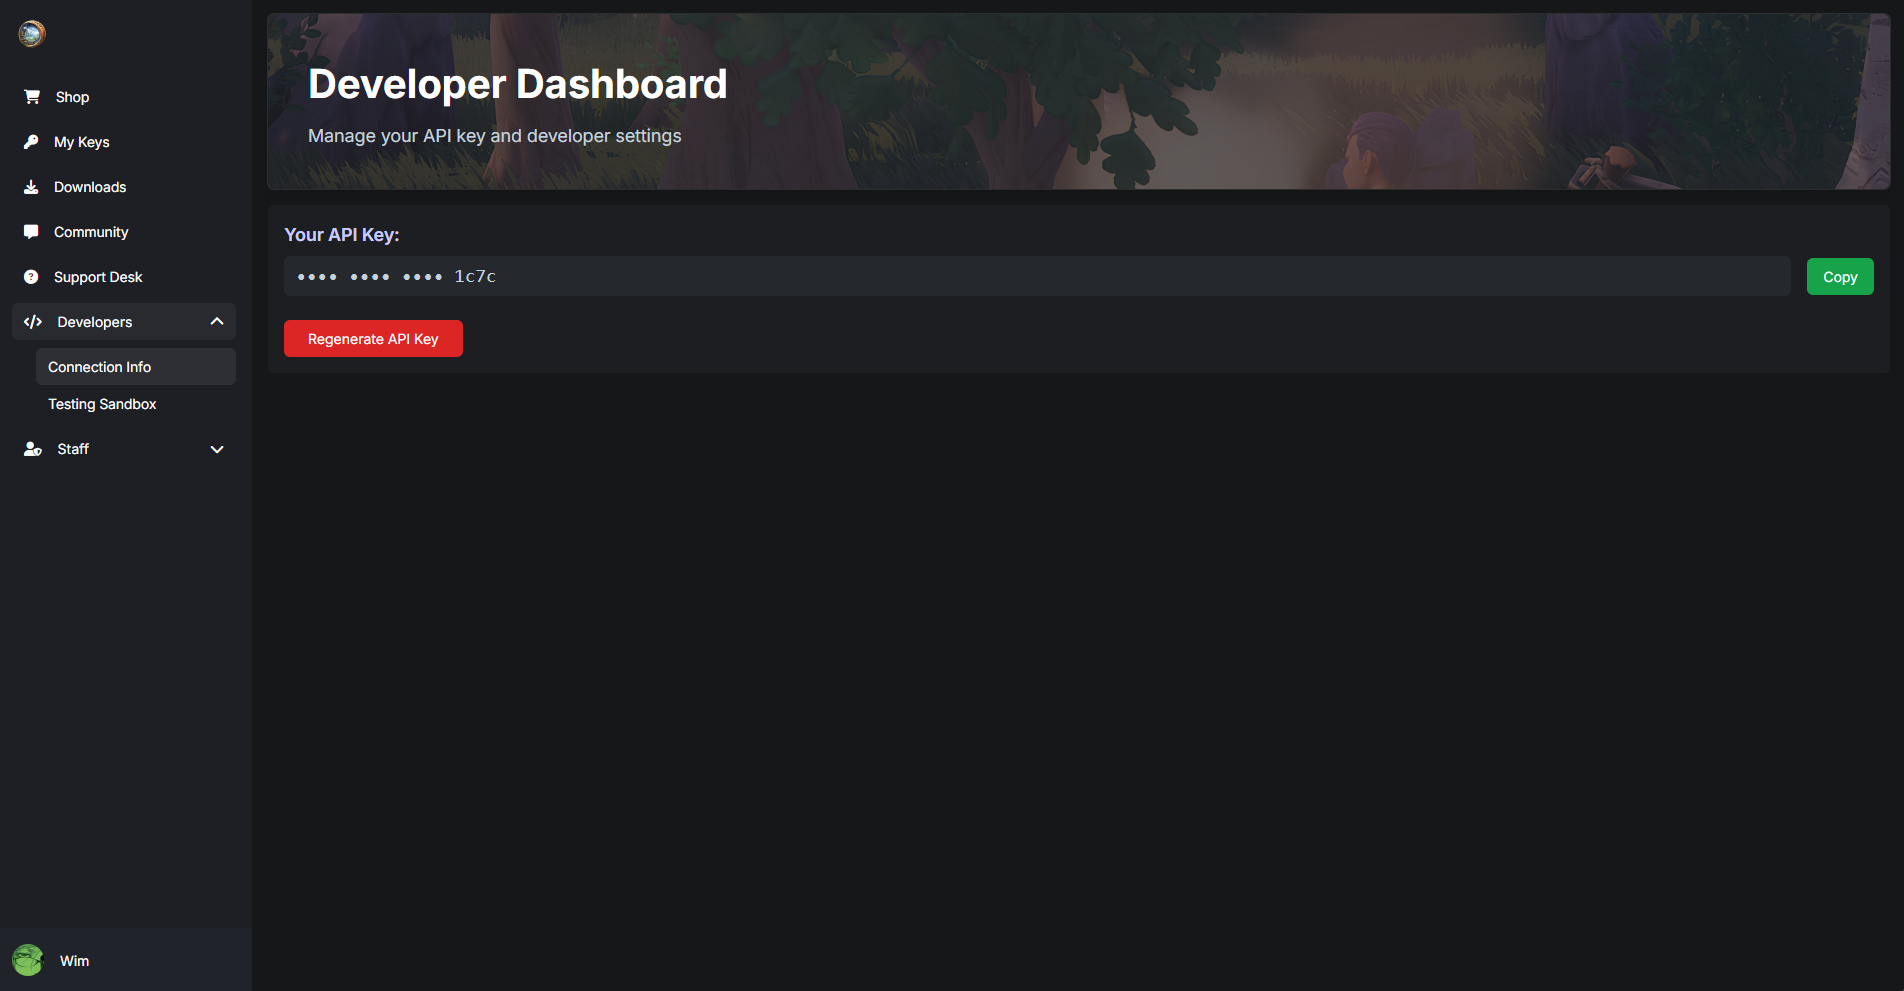 Shop
My Keys
Downloads
Community
Support Desk
Developers
Connection Info
Testing Sandbox
Staff
Wim
Developer Dashboard
Manage your API key and developer settings
Your API Key:
•••• •••• •••• 1c7c
Copy
Regenerate API Key